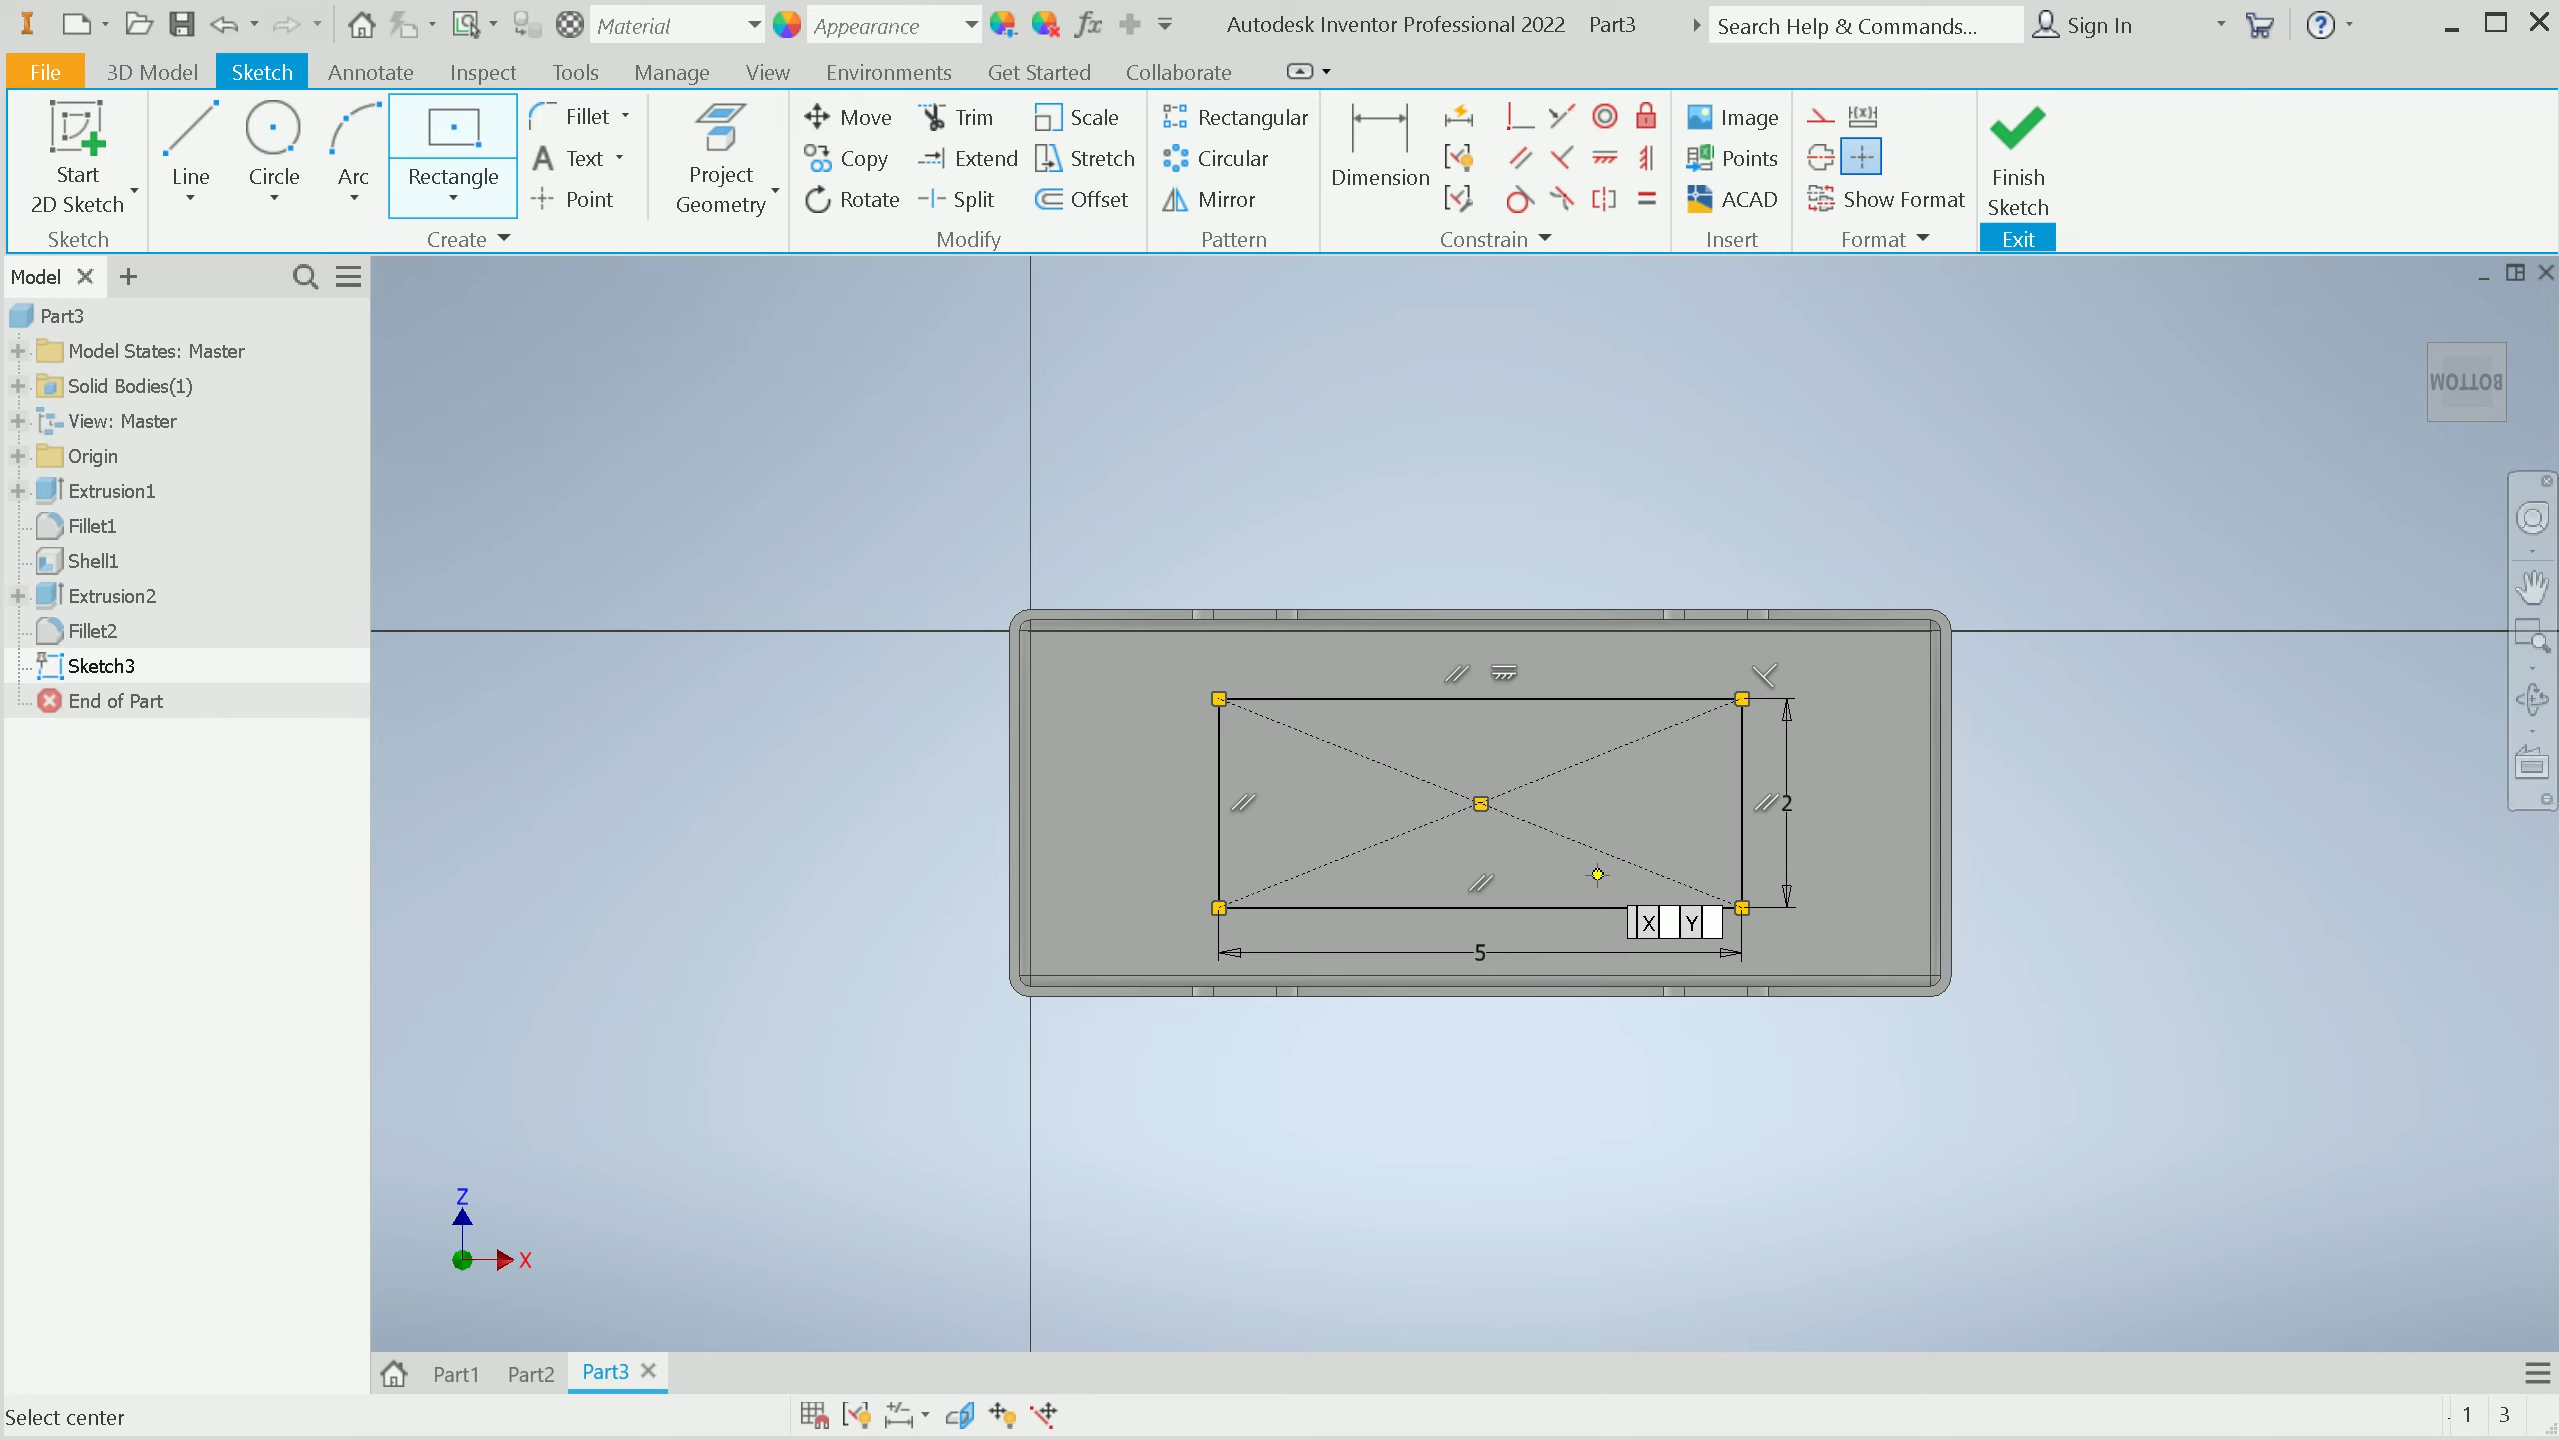 Material
Appearance
fx
Autodesk Inventor Professional 2022 Part3
Search Help & Commands...
Sign In
File 3D Model Sketch Annotate Inspect Tools Manage View Environments Get Started Collaborate
Start
2D Sketch
Line
Circle
Arc
Rectangle
Fillet
Text
Point
Project
Geometry
Move Trim Scale
Copy Extend Stretch
Rotate Split Offset
Rectangular
Circular
Mirror
Dimension
Image
Points
ACAD
Show Format
Finish
Sketch
Sketch Create Modify Pattern Constrain Insert Format Exit
Model
Part3
Model States: Master
Solid Bodies(1)
View: Master
Origin
Extrusion1
Fillet1
Shell1
Extrusion2
Fillet2
Sketch3
End of Part
BOTTOM
2
X Y
5
Z
X
Part1 Part2 Part3
Select center
1 3